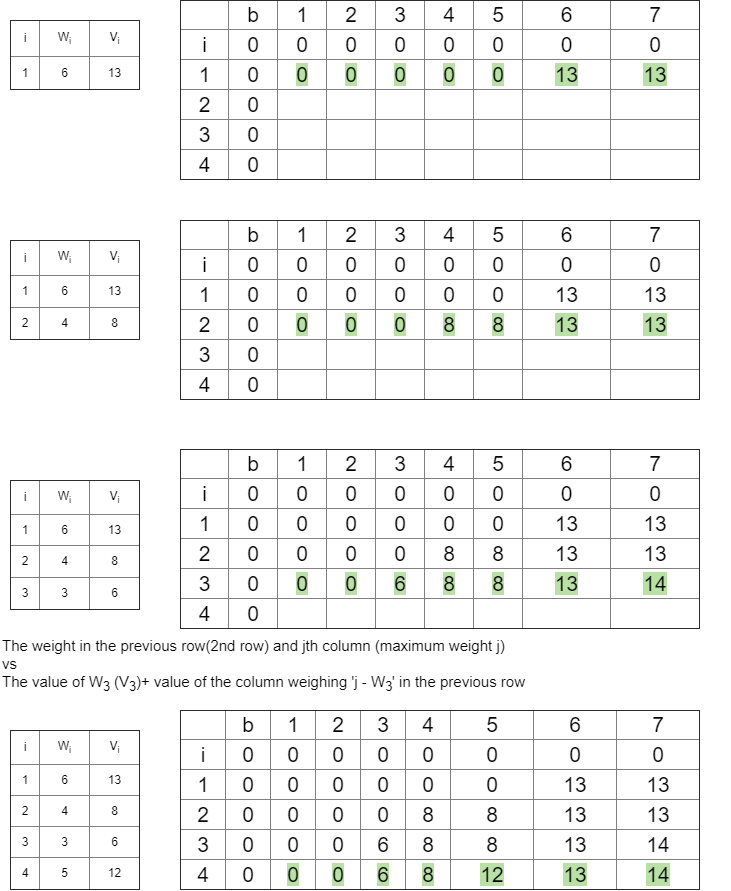 i Wᵢ Vᵢ
1 6 13
b 1 2 3 4 5 6 7
i 0 0 0 0 0 0 0 0
1 0 0 0 0 0 0 13 13
2 0
3 0
4 0
i Wᵢ Vᵢ
1 6 13
2 4 8
b 1 2 3 4 5 6 7
i 0 0 0 0 0 0 0 0
1 0 0 0 0 0 0 13 13
2 0 0 0 0 8 8 13 13
3 0
4 0
i Wᵢ Vᵢ
1 6 13
2 4 8
3 3 6
b 1 2 3 4 5 6 7
i 0 0 0 0 0 0 0 0
1 0 0 0 0 0 0 13 13
2 0 0 0 0 8 8 13 13
3 0 0 0 6 8 8 13 14
4 0
The weight in the previous row(2nd row) and jth column (maximum weight j)
vs
The value of W₃ (V₃)+ value of the column weighing 'j - W₃' in the previous row
i Wᵢ Vᵢ
1 6 13
2 4 8
3 3 6
4 5 12
b 1 2 3 4 5 6 7
i 0 0 0 0 0 0 0 0
1 0 0 0 0 0 0 13 13
2 0 0 0 0 8 8 13 13
3 0 0 0 6 8 8 13 14
4 0 0 0 6 8 12 13 14